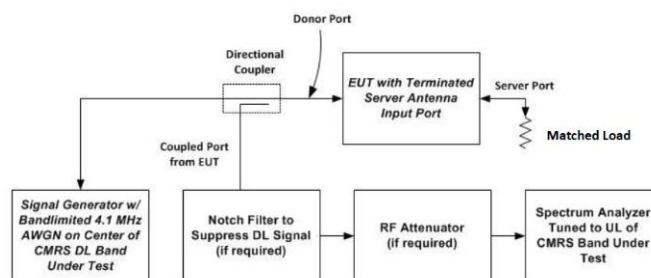 Donor Port
Directional
Coupler
EUT with Terminated
Server Antenna
Input Port
Server Port
Matched Load
Coupled Port
from EUT
Signal Generator w/
Bandlimited 4.1 MHz
AWGN on Center of
CMRS DL Band
Under Test
Notch Filter to
Suppress DL Signal
(if required)
RF Attenuator
(if required)
Spectrum Analyzer
Tuned to UL of
CMRS Band Under
Test